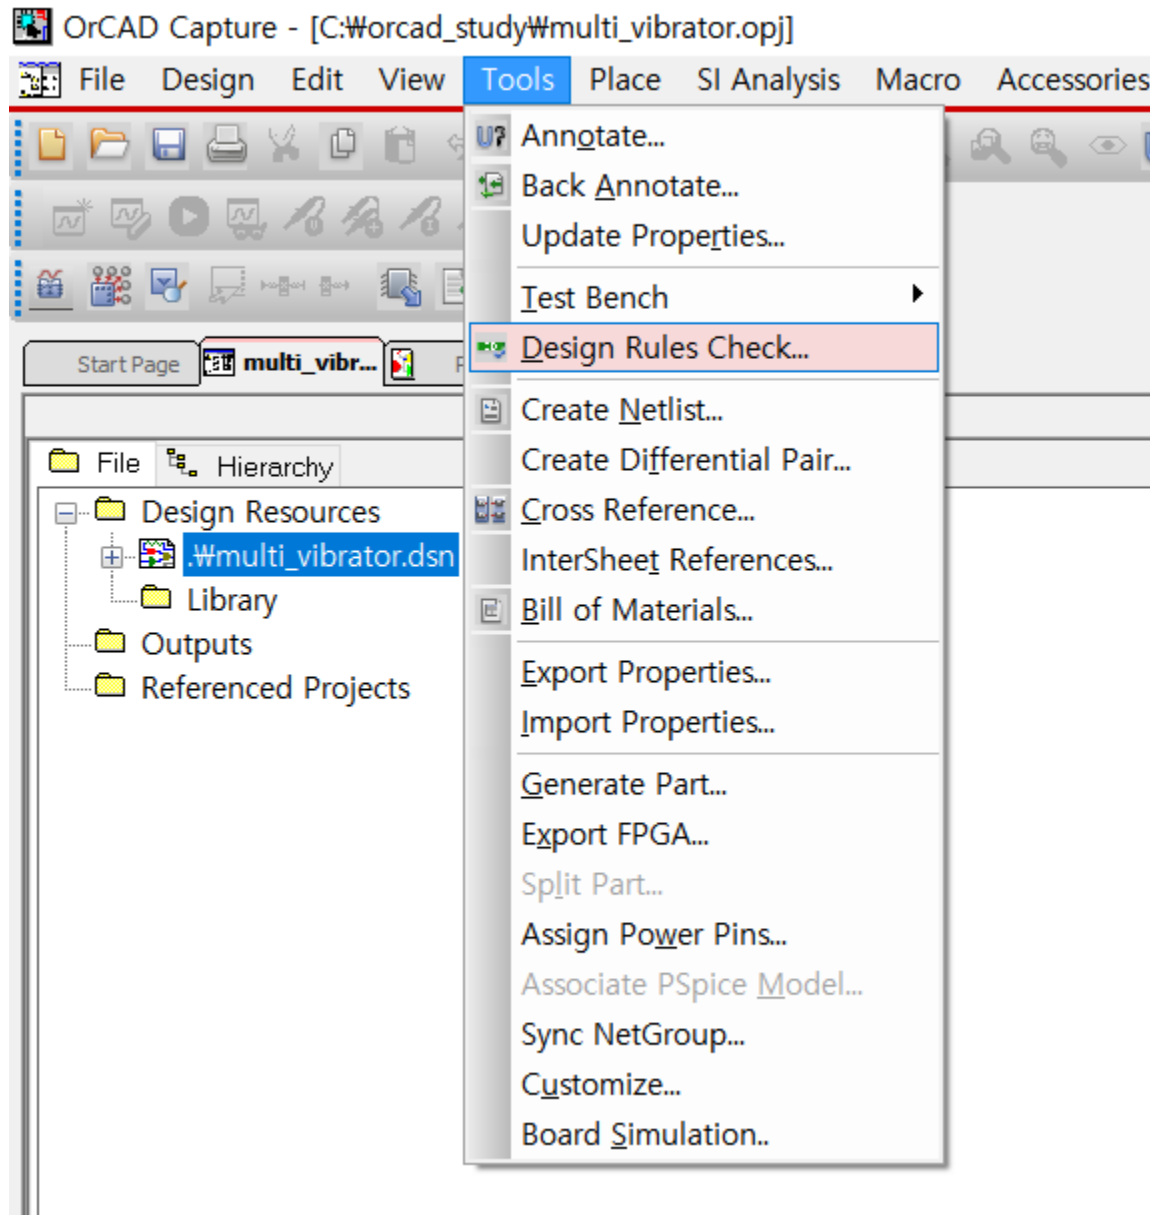 OrCAD Capture - [C:₩orcad_study₩multi_vibrator.opj]
File Design Edit View Tools Place SI Analysis Macro Accessories
Annotate...
Back Annotate...
Update Properties...
Test Bench
Design Rules Check...
Create Netlist...
Create Differential Pair...
Cross Reference...
InterSheet References...
Bill of Materials...
Export Properties...
Import Properties...
Generate Part...
Export FPGA...
Split Part...
Assign Power Pins...
Associate PSpice Model...
Sync NetGroup...
Customize...
Board Simulation..
Start Page multi_vibr...
File Hierarchy
Design Resources
.₩multi_vibrator.dsn
Library
Outputs
Referenced Projects